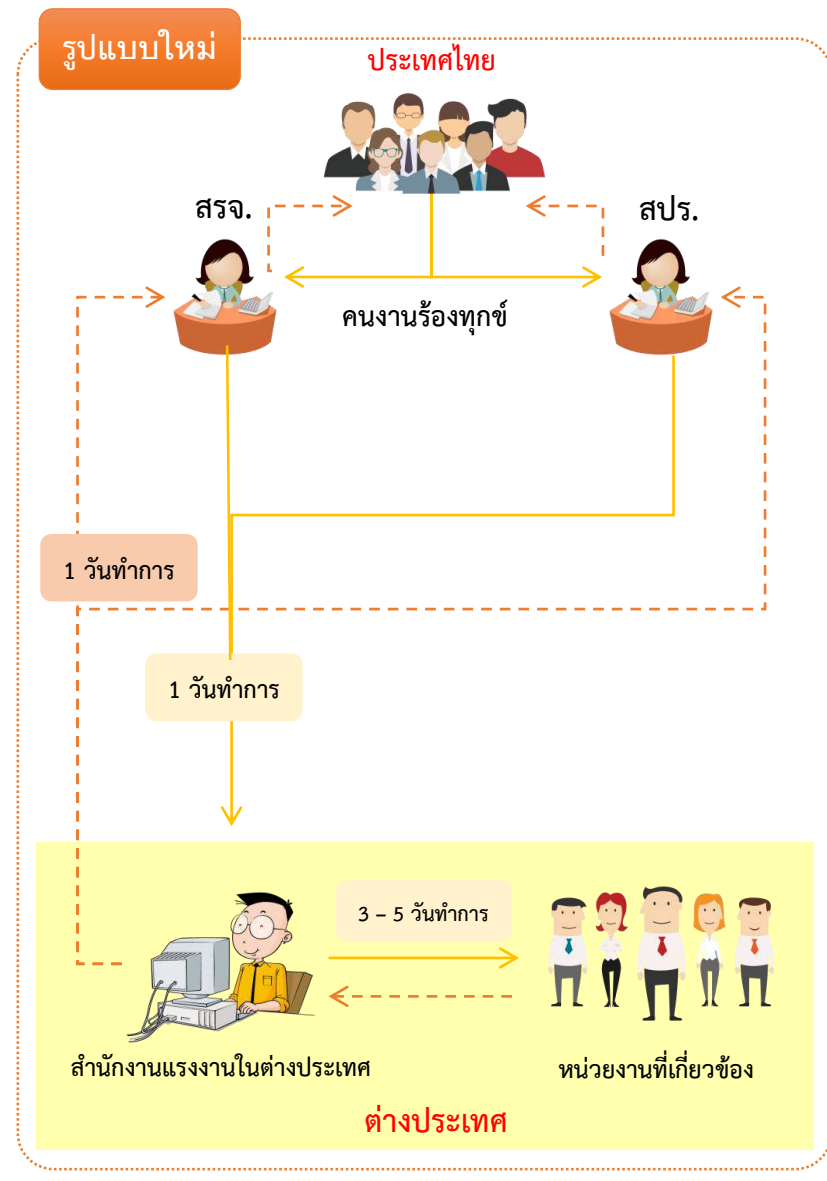 รูปแบบใหม่
ประเทศไทย
สรจ.
สปร.
คนงานร้องทุกข์
1 วันทำการ
1 วันทำการ
3 – 5 วันทำการ
สำนักงานแรงงานในต่างประเทศ
หน่วยงานที่เกี่ยวข้อง
ต่างประเทศ